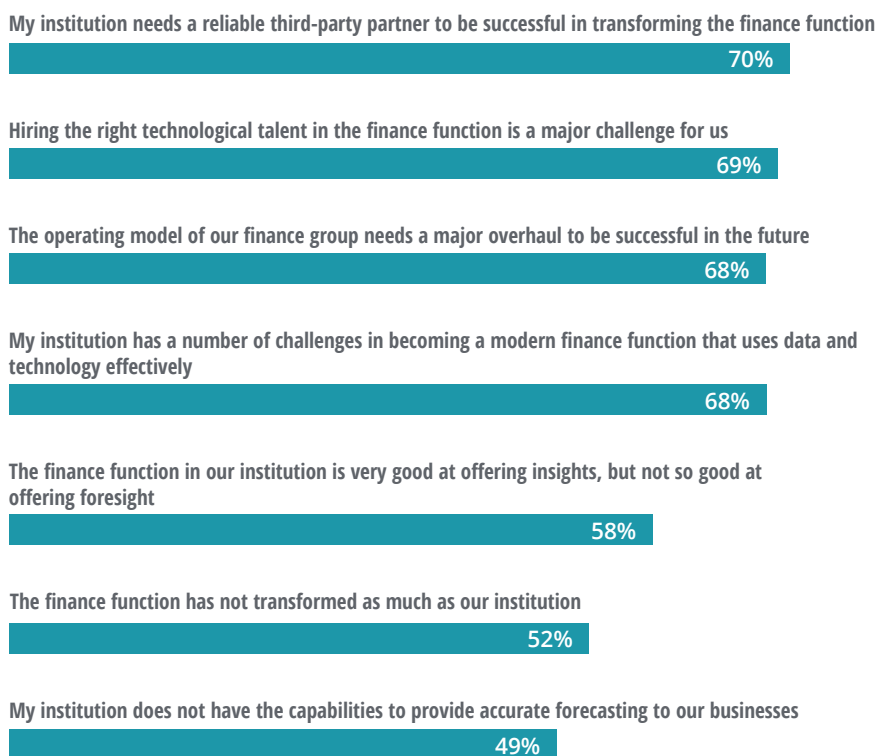 My institution needs a reliable third-party partner to be successful in transforming the finance function
70%
Hiring the right technological talent in the finance function is a major challenge for us
69%
The operating model of our finance group needs a major overhaul to be successful in the future
68%
My institution has a number of challenges in becoming a modern finance function that uses data and
technology effectively
68%
The finance function in our institution is very good at offering insights, but not so good at
offering foresight
58%
The finance function has not transformed as much as our institution
52%
My institution does not have the capabilities to provide accurate forecasting to our businesses
49%